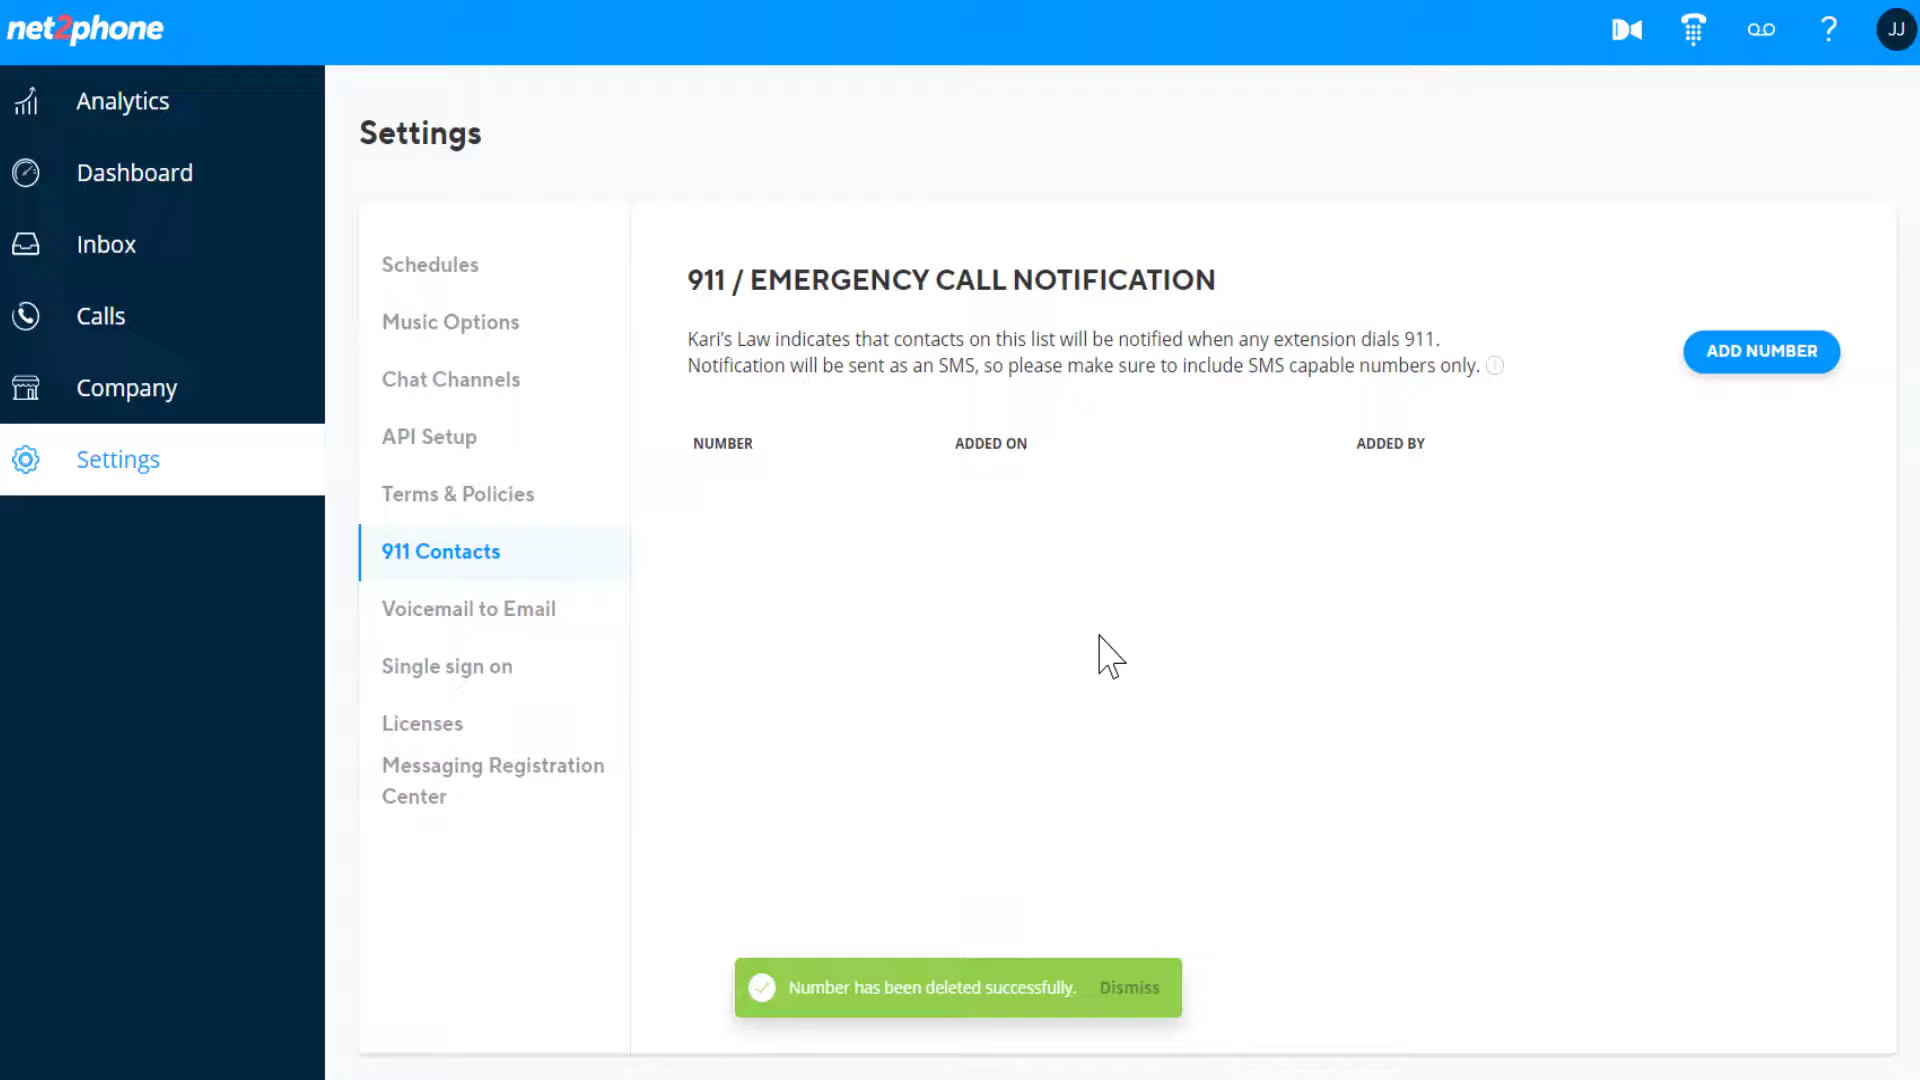 net2phone
JJ
Analytics
Dashboard
Inbox
Calls
Company
Settings
Settings
Schedules
Music Options
Chat Channels
API Setup
Terms & Policies
911 Contacts
Voicemail to Email
Single sign on
Licenses
Messaging Registration
Center
911 / EMERGENCY CALL NOTIFICATION
Kari's Law indicates that contacts on this list will be notified when any extension dials 911.
Notification will be sent as an SMS, so please make sure to include SMS capable numbers only.
ADD NUMBER
NUMBER ADDED ON ADDED BY
Number has been deleted successfully. Dismiss